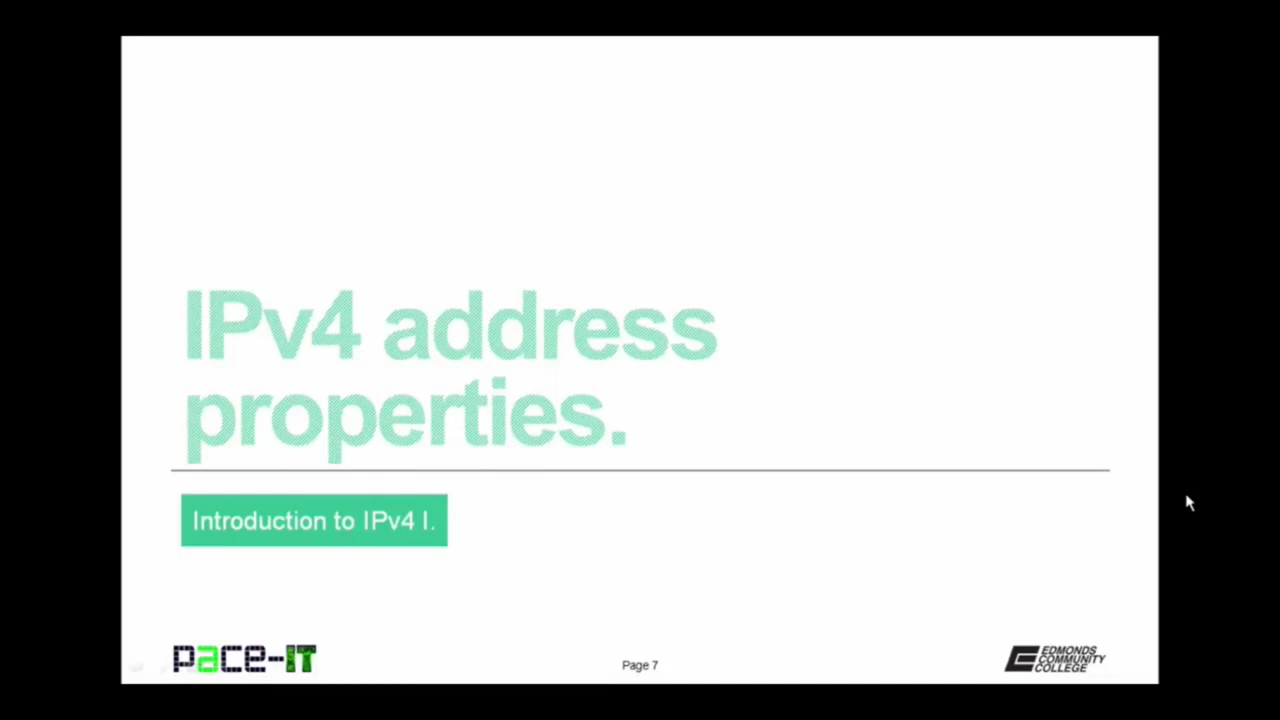 IPv4 address
properties.
Introduction to IPv4 I.
pace-IT
Page 7
EDMONDS
COMMUNITY
COLLEGE